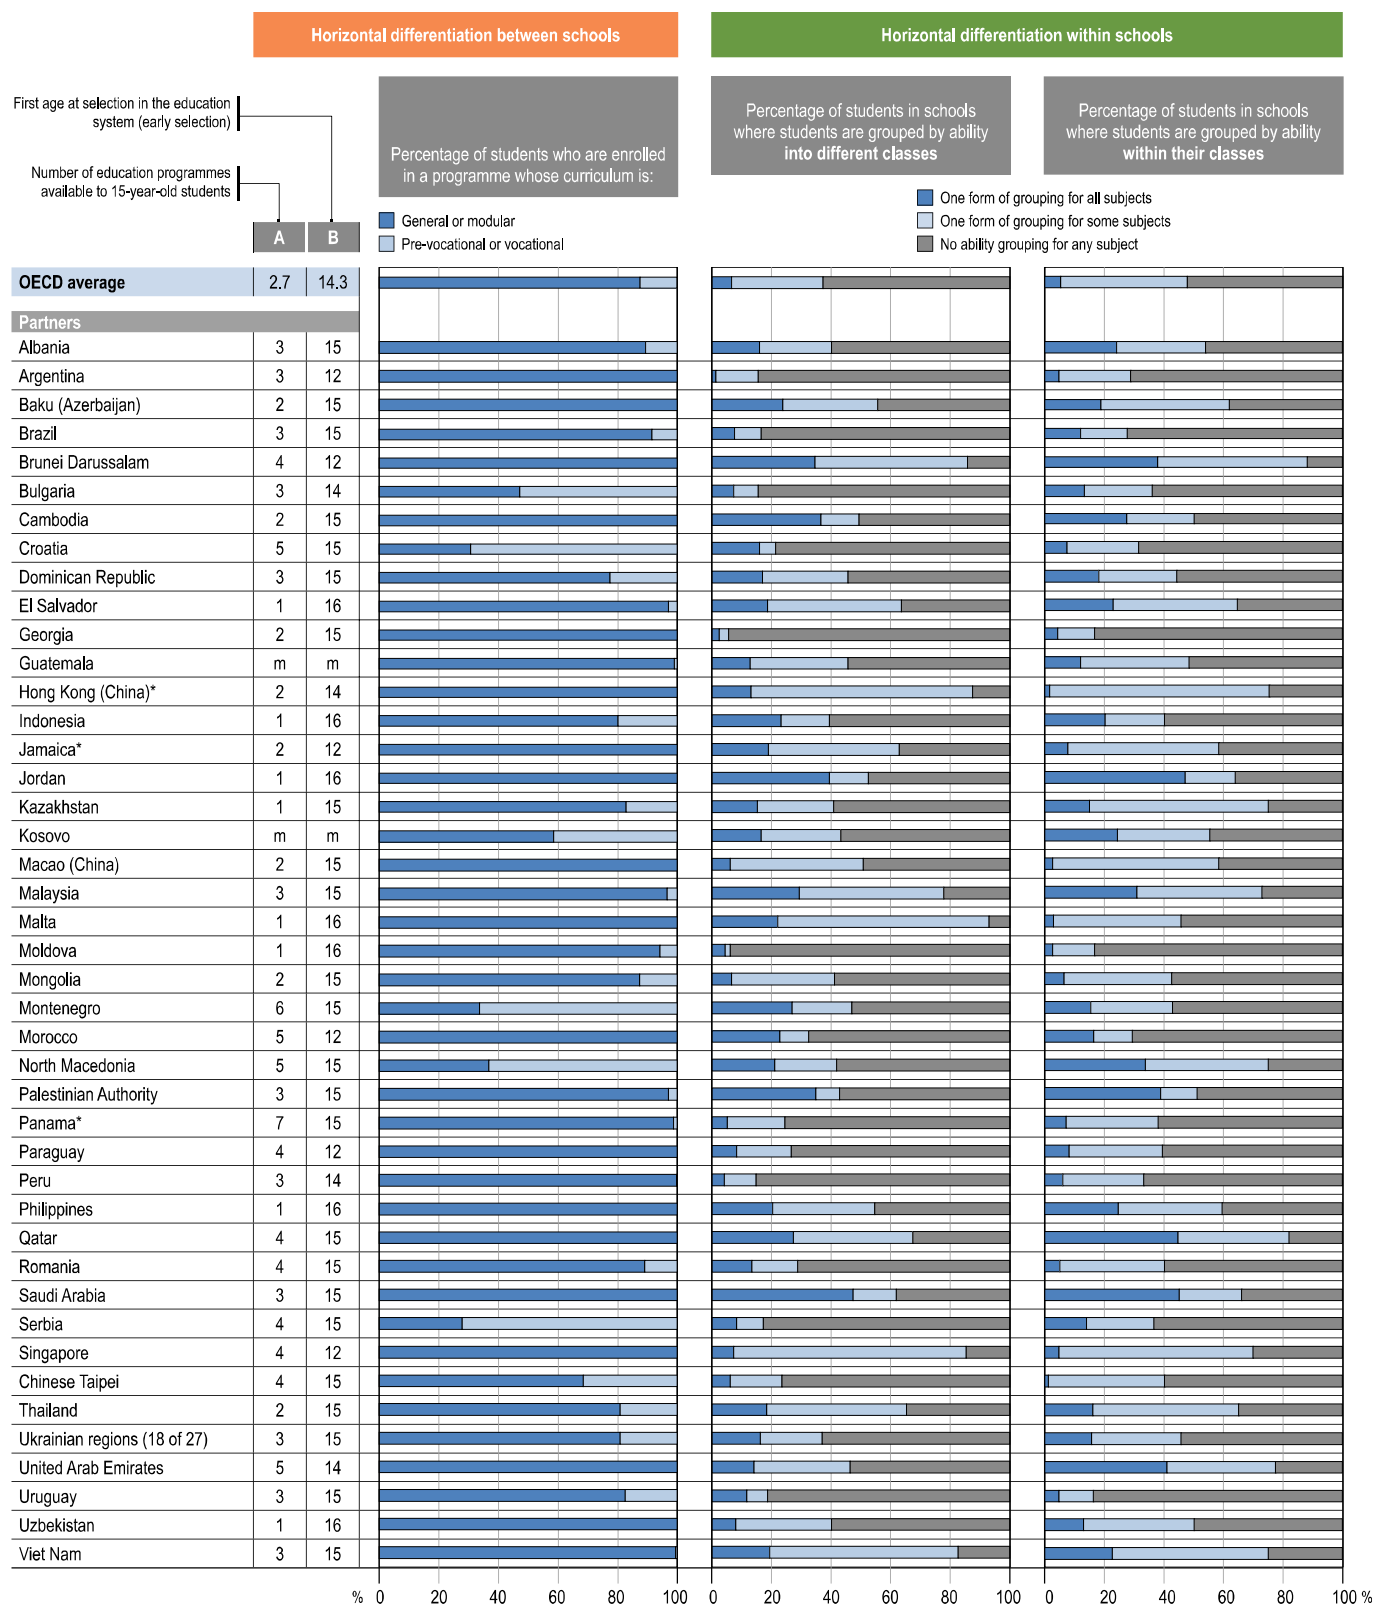 Horizontal differentiation between schools
Horizontal differentiation within schools
First age at selection in the education
system (early selection)
Number of education programmes
available to 15-year-old students
Percentage of students who are enrolled
in a programme whose curriculum is:
Percentage of students in schools
where students are grouped by ability
into different classes
Percentage of students in schools
where students are grouped by ability
within their classes
General or modular
Pre-vocational or vocational
One form of grouping for all subjects
One form of grouping for some subjects
No ability grouping for any subject
A B
OECD average 2.7 14.3
Partners
Albania 3 15
Argentina 3 12
Baku (Azerbaijan) 2 15
Brazil 3 15
Brunei Darussalam 4 12
Bulgaria 3 14
Cambodia 2 15
Croatia 5 15
Dominican Republic 3 15
El Salvador 1 16
Georgia 2 15
Guatemala m m
Hong Kong (China)* 2 14
Indonesia 1 16
Jamaica* 2 12
Jordan 1 16
Kazakhstan 1 15
Kosovo m m
Macao (China) 2 15
Malaysia 3 15
Malta 1 16
Moldova 1 16
Mongolia 2 15
Montenegro 6 15
Morocco 5 12
North Macedonia 5 15
Palestinian Authority 3 15
Panama* 7 15
Paraguay 4 12
Peru 3 14
Philippines 1 16
Qatar 4 15
Romania 4 15
Saudi Arabia 3 15
Serbia 4 15
Singapore 4 12
Chinese Taipei 4 15
Thailand 2 15
Ukrainian regions (18 of 27) 3 15
United Arab Emirates 5 14
Uruguay 3 15
Uzbekistan 1 16
Viet Nam 3 15
% 0 20 40 60 80 100 0 20 40 60 80 100 0 20 40 60 80 100 %